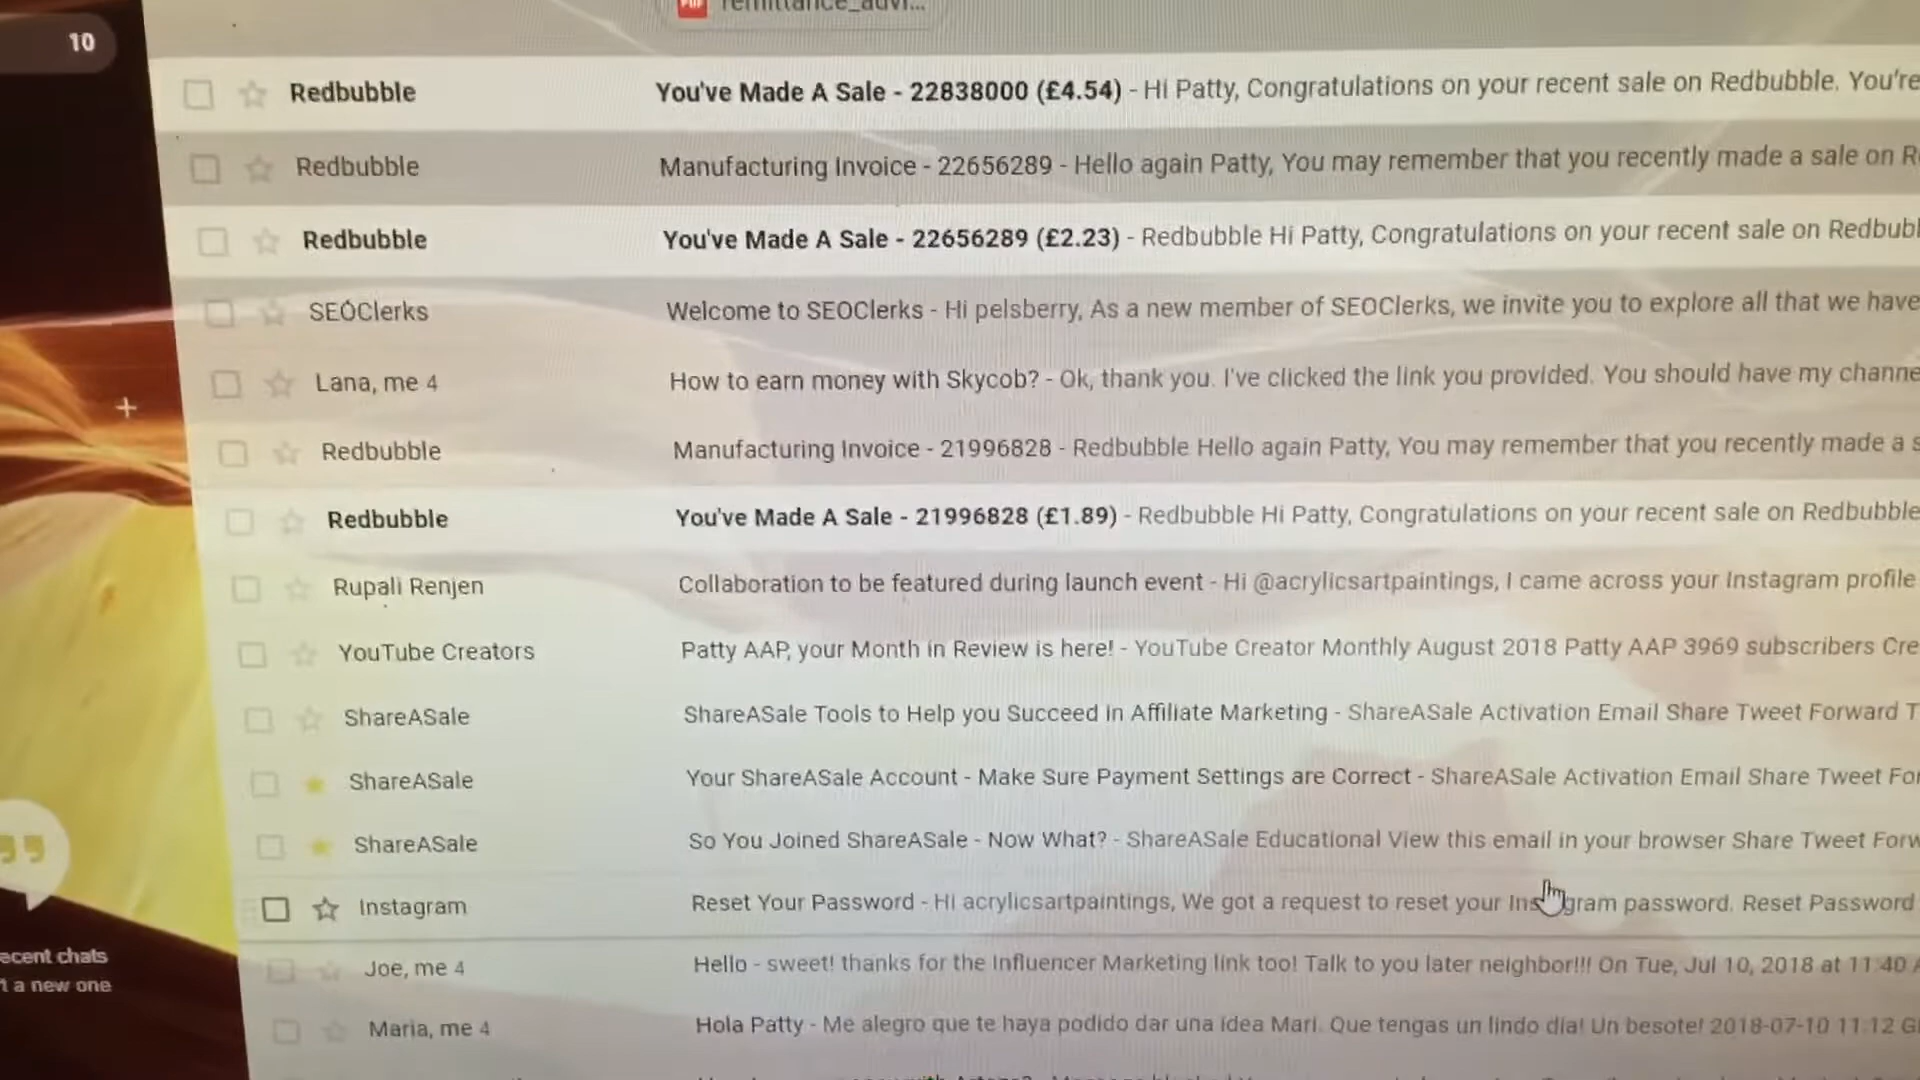 10
Redbubble You've Made A Sale - 22838000 (£4.54) - Hi Patty, Congratulations on your recent sale on Redbubble. You're
Redbubble Manufacturing Invoice - 22656289 - Hello again Patty, You may remember that you recently made a sale on R
Redbubble You've Made A Sale - 22656289 (£2.23) - Redbubble Hi Patty, Congratulations on your recent sale on Redbubbl
SEOClerks Welcome to SEOClerks - Hi pelsberry, As a new member of SEOClerks, we invite you to explore all that we have
Lana, me 4 How to earn money with Skycob? - Ok, thank you. I've clicked the link you provided. You should have my channe
Redbubble Manufacturing Invoice - 21996828 - Redbubble Hello again Patty, You may remember that you recently made a s
Redbubble You've Made A Sale - 21996828 (£1.89) - Redbubble Hi Patty, Congratulations on your recent sale on Redbubble
Rupali Renjen Collaboration to be featured during launch event - Hi @acrylicsartpaintings, I came across your Instagram profile
YouTube Creators Patty AAP, your Month in Review is here! - YouTube Creator Monthly August 2018 Patty AAP 3969 subscribers Cre
ShareASale ShareASale Tools to Help you Succeed in Affiliate Marketing - ShareASale Activation Email Share Tweet Forward T
ShareASale Your ShareASale Account - Make Sure Payment Settings are Correct - ShareASale Activation Email Share Tweet For
ShareASale So You Joined ShareASale - Now What? - ShareASale Educational View this email in your browser Share Tweet Forw
Instagram Reset Your Password - Hi acrylicsartpaintings, We got a request to reset your Instagram password. Reset Password
Joe, me 4 Hello - sweet! thanks for the Influencer Marketing link too! Talk to you later neighbor!!! On Tue, Jul 10, 2018 at 11:40 A
Maria, me 4 Hola Patty - Me alegro que te haya podido dar una idea Mari. Que tengas un lindo dia! Un besote! 2018-07-10 11:12 G
ecent chats
t a new one